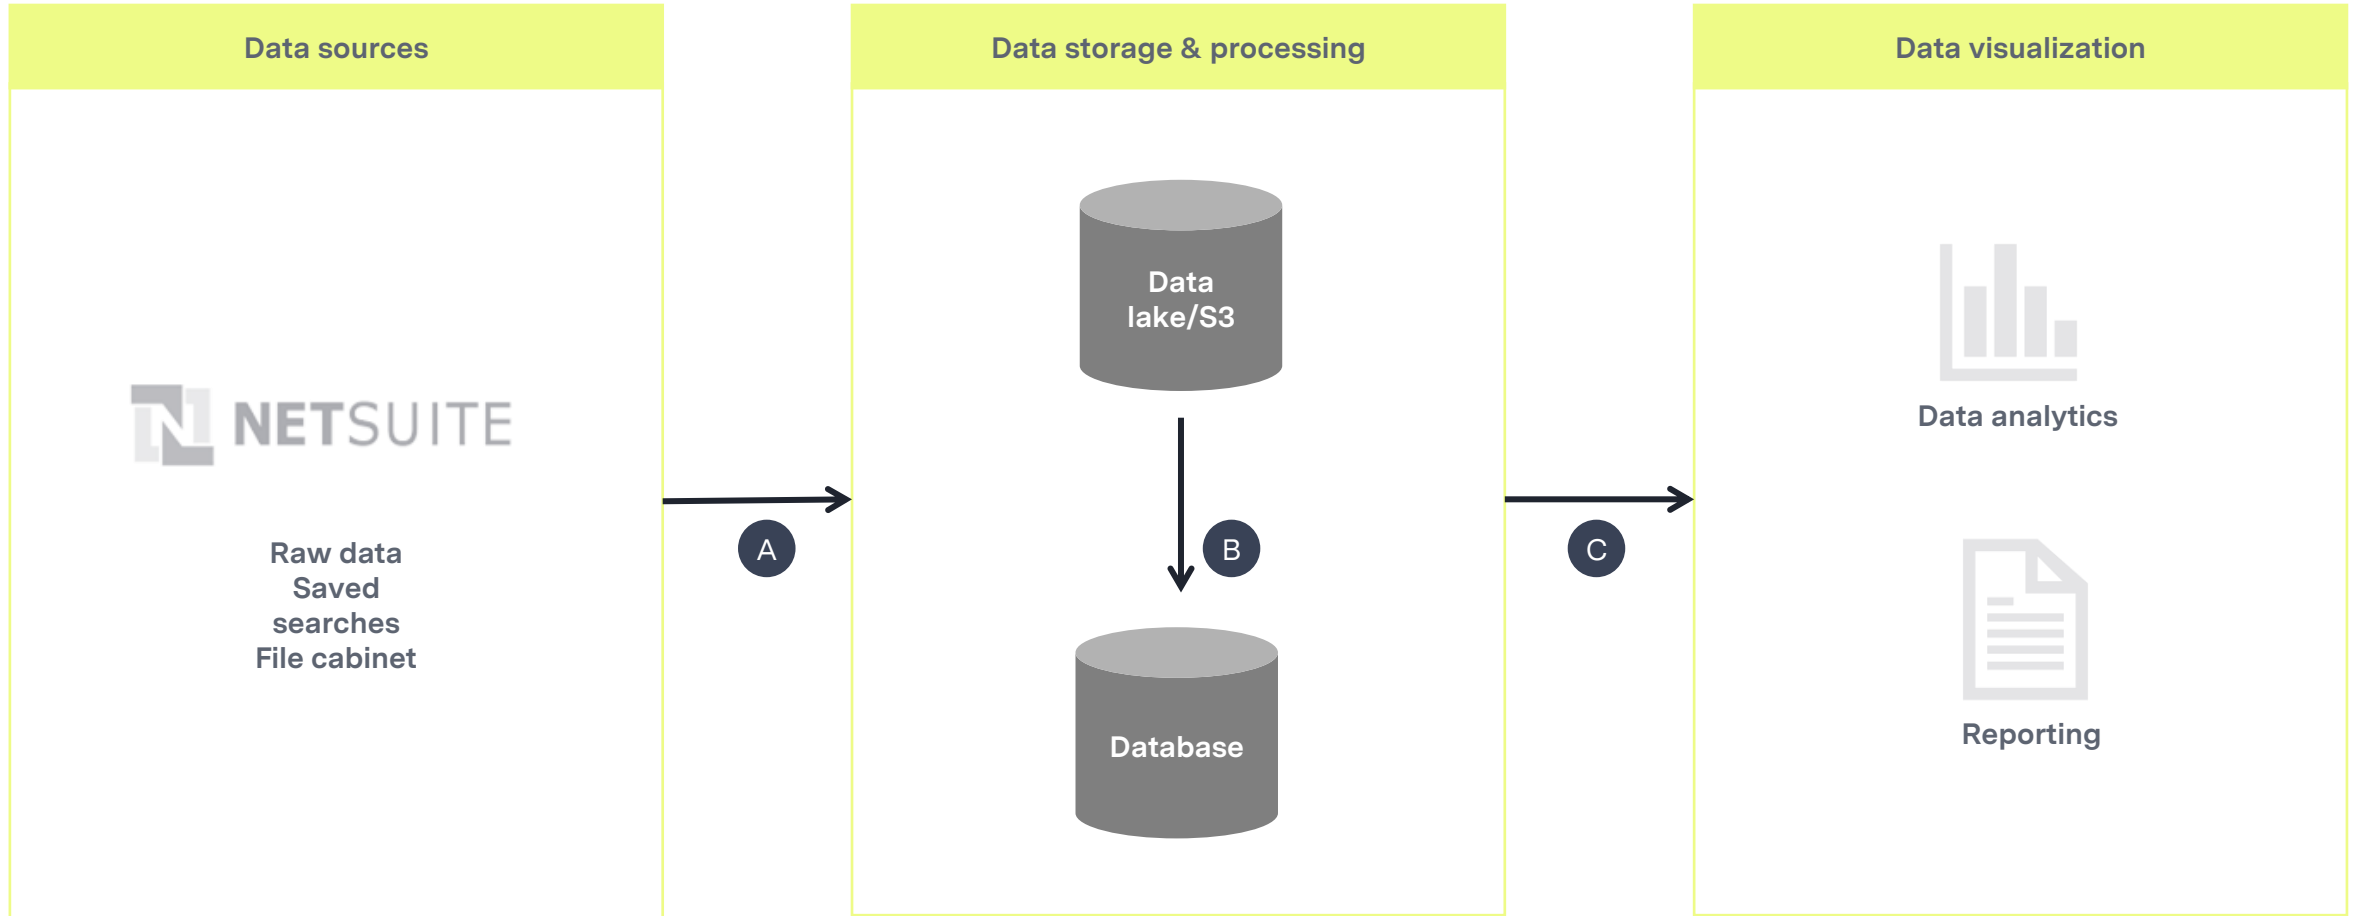 Data sources
NETSUITE
Raw data
Saved
searches
File cabinet
A
Data storage & processing
Data
lake/S3
B
Database
C
Data visualization
Data analytics
Reporting